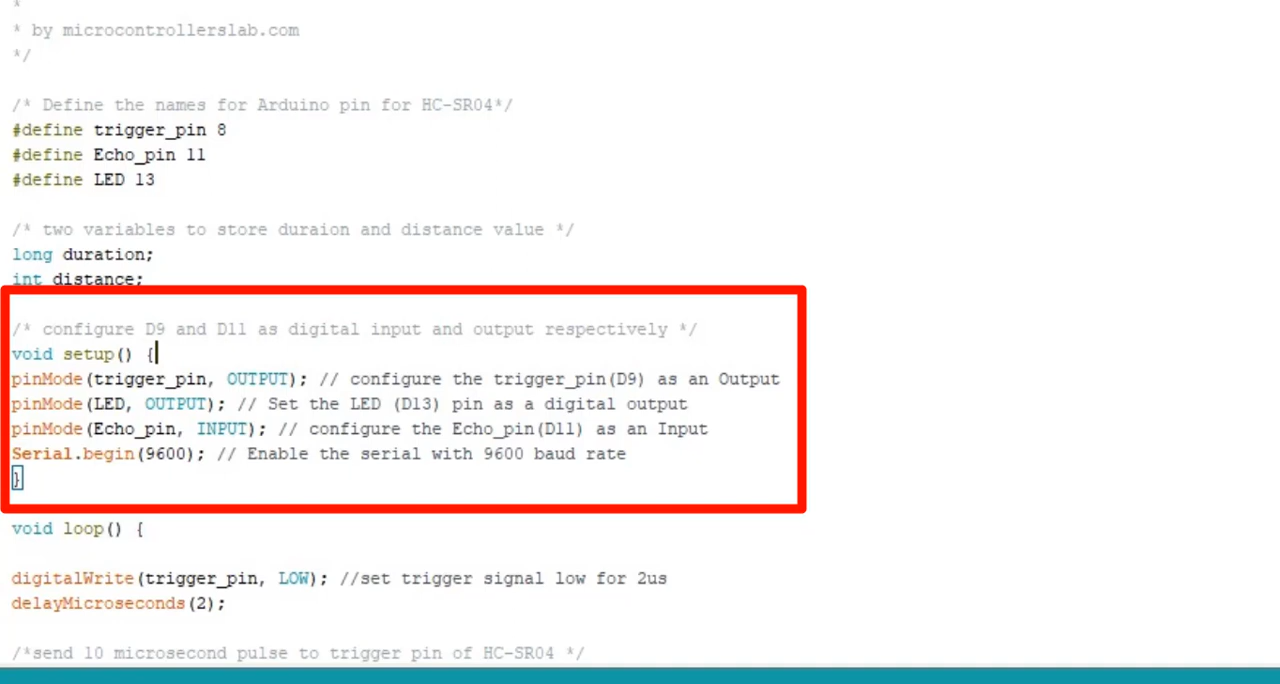 *
* by microcontrollerslab.com
*/
/* Define the names for Arduino pin for HC-SR04*/
#define trigger_pin 8
#define Echo_pin 11
#define LED 13
/* two variables to store duraion and distance value */
long duration;
int distance;
/* configure D9 and D11 as digital input and output respectively */
void setup() {
pinMode(trigger_pin, OUTPUT); // configure the trigger_pin(D9) as an Output
pinMode(LED, OUTPUT); // Set the LED (D13) pin as a digital output
pinMode(Echo_pin, INPUT); // configure the Echo_pin(D11) as an Input
Serial.begin(9600); // Enable the serial with 9600 baud rate
}
void loop() {
digitalWrite(trigger_pin, LOW); //set trigger signal low for 2us
delayMicroseconds(2);
/*send 10 microsecond pulse to trigger pin of HC-SR04 */